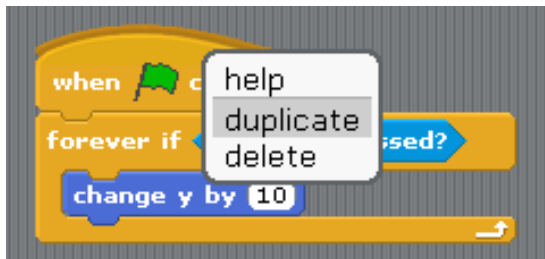 when c
help
duplicate
delete
forever if ssed?
change y by 10